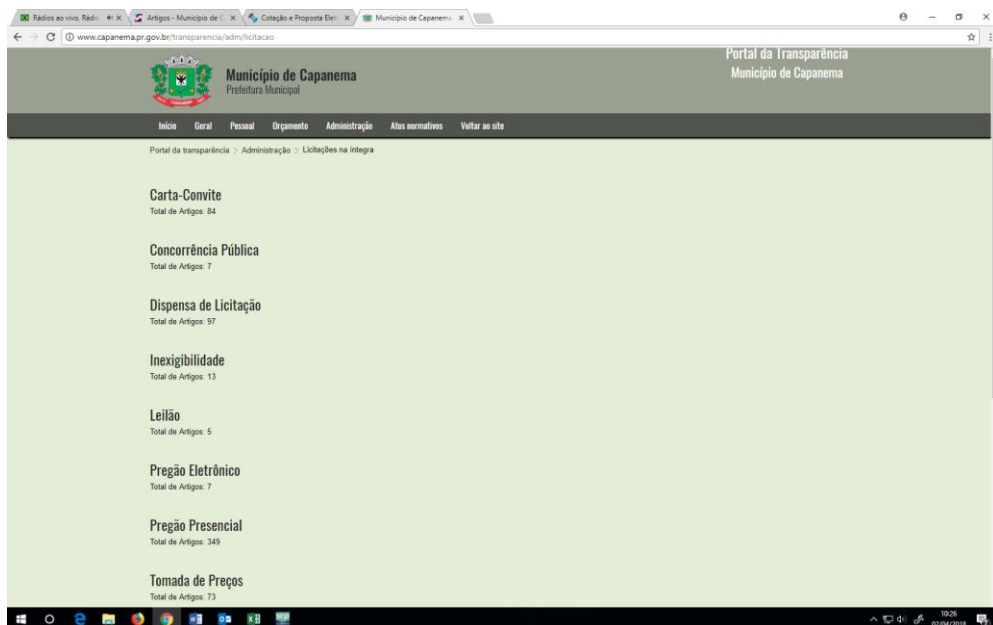 Rádios ao vivo, Rádio
Artigos - Município de C
Cotação e Proposta Elet
Município de Capanema
www.capanema.pr.gov.br/transparencia/adm/licitacao
Município de Capanema
Prefeitura Municipal
Portal da Transparência
Município de Capanema
Início Geral Pessoal Orçamento Administração Atos normativos Voltar ao site
Portal da transparência > Administração > Licitações na íntegra
Carta-Convite
Total de Artigos: 84
Concorrência Pública
Total de Artigos: 7
Dispensa de Licitação
Total de Artigos: 97
Inexigibilidade
Total de Artigos: 13
Leilão
Total de Artigos: 5
Pregão Eletrônico
Total de Artigos: 7
Pregão Presencial
Total de Artigos: 349
Tomada de Preços
Total de Artigos: 73
10:26
02/04/2018